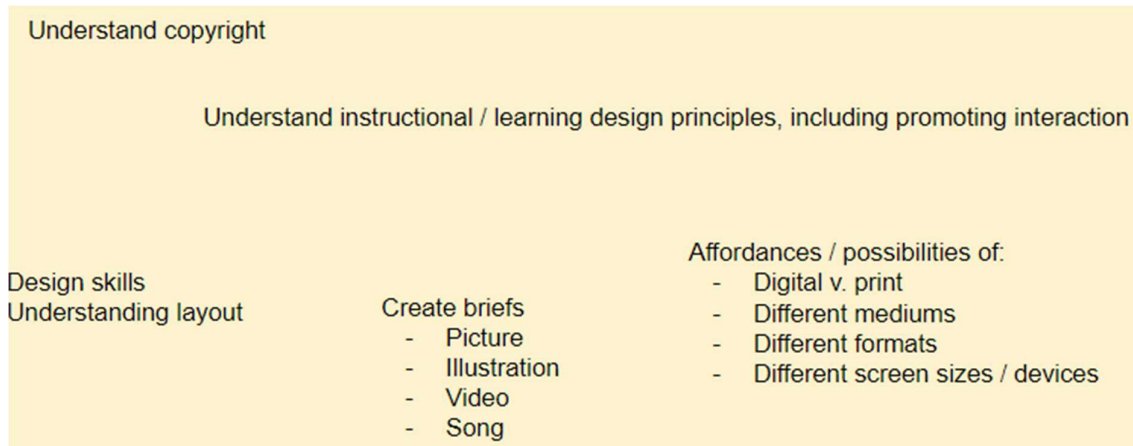 Understand copyright
Understand instructional / learning design principles, including promoting interaction
Design skills
Understanding layout
Create briefs
- Picture
- Illustration
- Video
- Song
Affordances / possibilities of:
- Digital v. print
- Different mediums
- Different formats
- Different screen sizes / devices